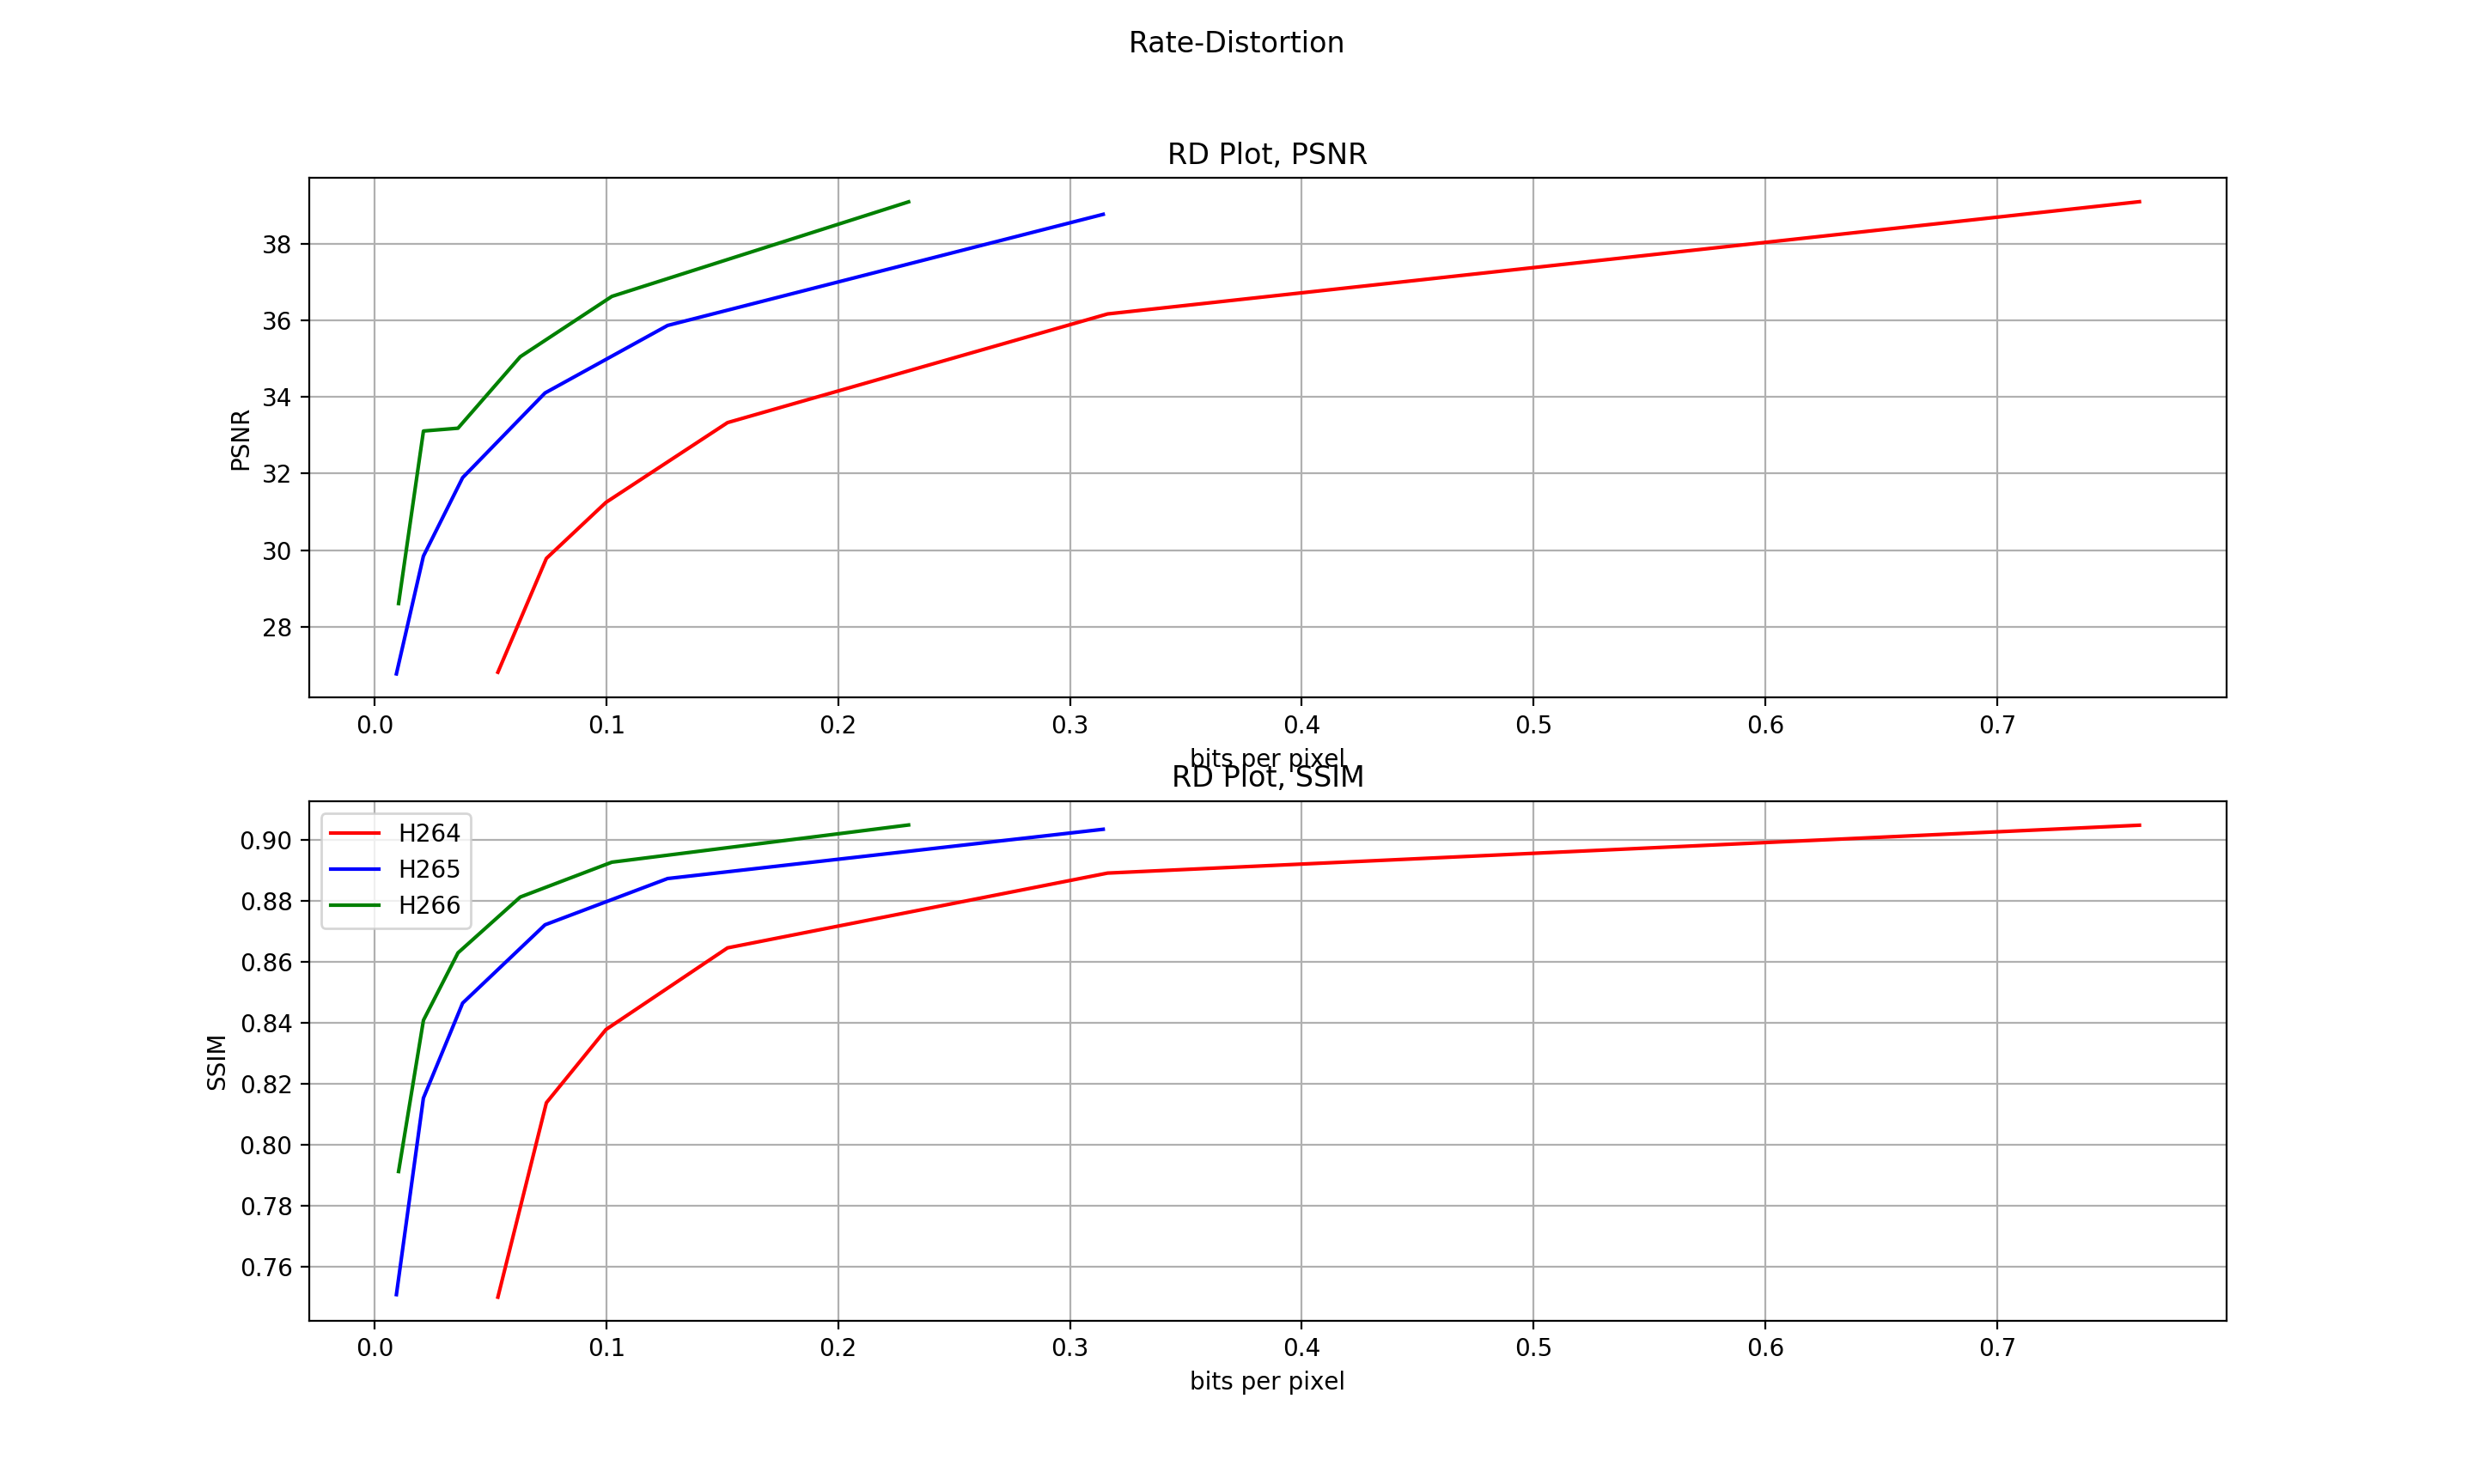 Rate-Distortion
RD Plot, PSNR
PSNR
38
36
34
32
30
28
0.0 0.1 0.2 0.3 0.4 0.5 0.6 0.7
bits per pixel
RD Plot, SSIM
SSIM
0.90
0.88
0.86
0.84
0.82
0.80
0.78
0.76
H264
H265
H266
0.0 0.1 0.2 0.3 0.4 0.5 0.6 0.7
bits per pixel